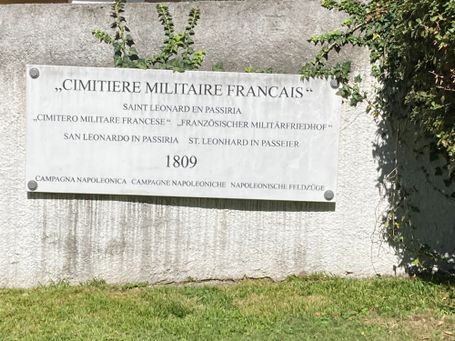 „CIMITIERE MILITAIRE FRANCAIS“
SAINT LEONARD EN PASSIRIA
„CIMITERO MILITARE FRANCESE“ „FRANZÖSISCHER MILITÄRFRIEDHOF“
SAN LEONARDO IN PASSIRIA ST. LEONHARD IN PASSEIER
1809
CAMPAGNA NAPOLEONICA CAMPAGNE NAPOLEONICHE NAPOLEONISCHE FELDZÜGE